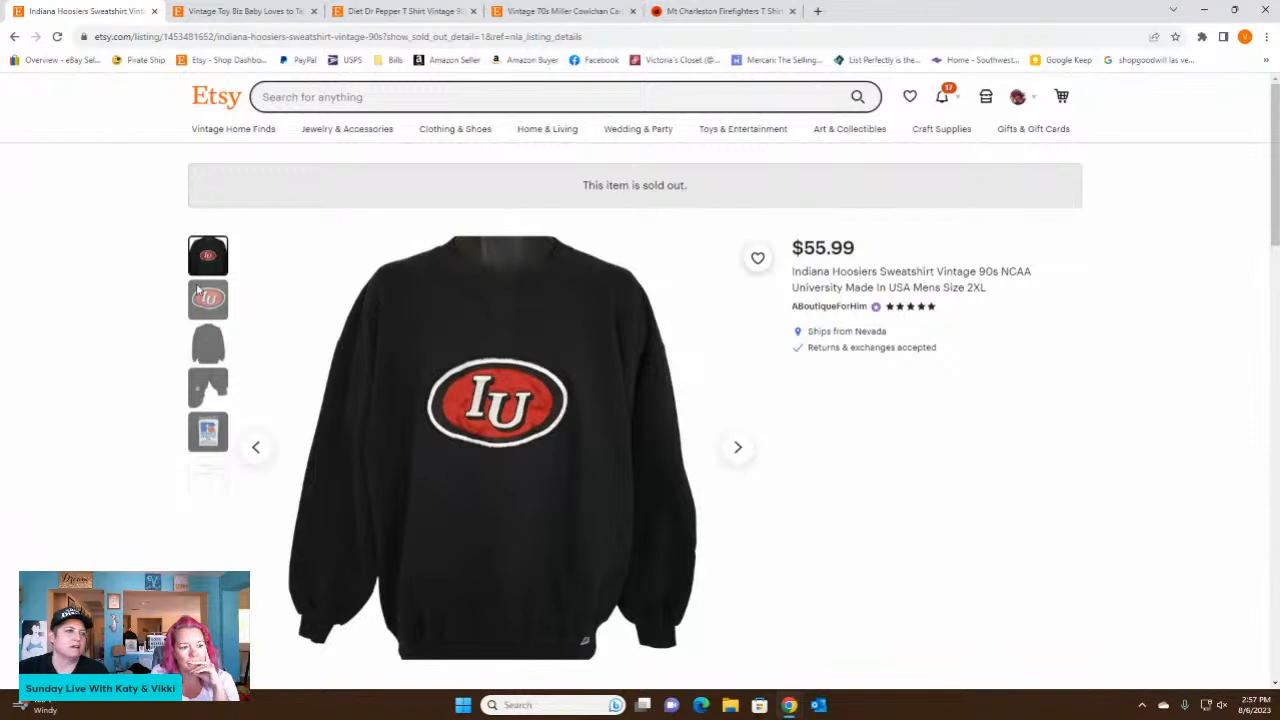 Indiana Hoosiers Sweatshirt Vint
Vintage Toy Biz Baby Loves to Ta
Diet Dr Pepper T Shirt Vintage 90
Vintage 70s Miller Cowichan Car
Mt Charleston Firefighters T Shirt
etsy.com/listing/1453481652/indiana-hoosiers-sweatshirt-vintage-90s?show_sold_out_detail=1&ref=nla_listing_details
Overview - eBay Sel...
Pirate Ship
Etsy - Shop Dashbo...
PayPal
USPS
Bills
Amazon Seller
Amazon Buyer
Facebook
Victoria's Closet (@...
Mercari: The Selling...
List Perfectly is the...
Home - Southwest...
Google Keep
shopgoodwill las ve...
Etsy
Search for anything
17
Vintage Home Finds
Jewelry & Accessories
Clothing & Shoes
Home & Living
Wedding & Party
Toys & Entertainment
Art & Collectibles
Craft Supplies
Gifts & Gift Cards
This item is sold out.
$55.99
Indiana Hoosiers Sweatshirt Vintage 90s NCAA
University Made In USA Mens Size 2XL
ABoutiqueForHim
Ships from Nevada
Returns & exchanges accepted
IU
Sunday Live With Katy & Vikki
Windy
Search
2:57 PM
8/6/2023